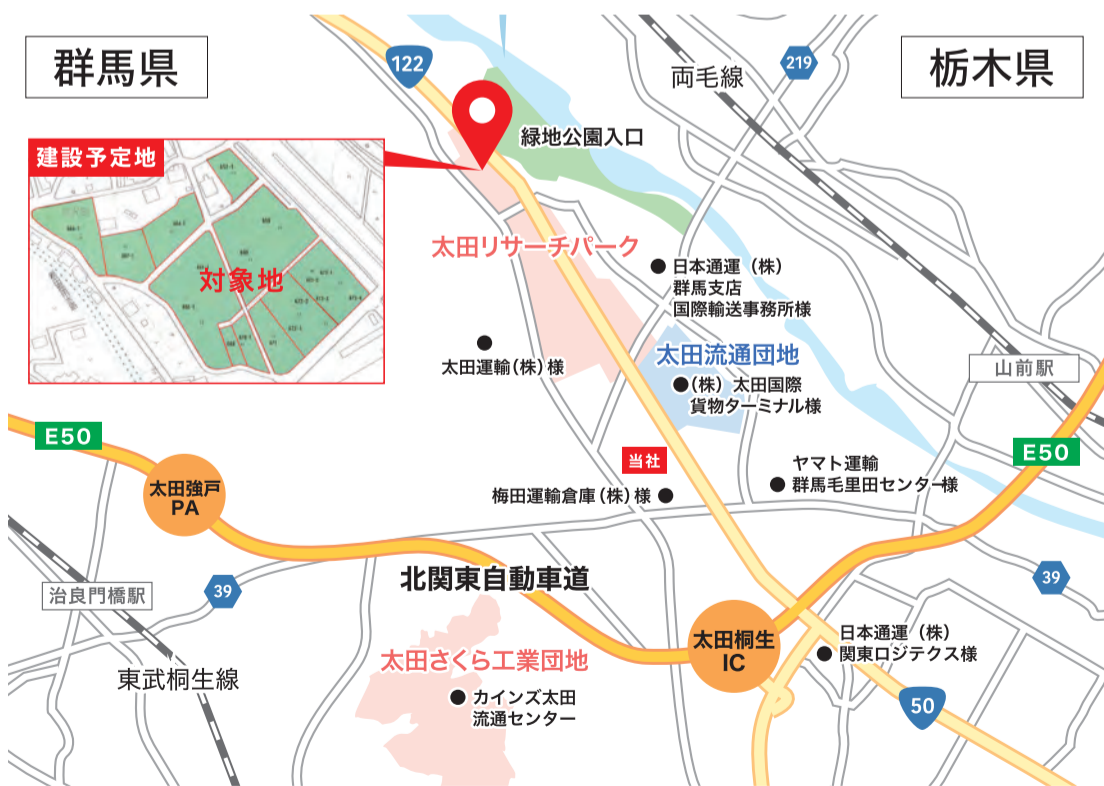 群馬県
122
両毛線
219
栃木県
建設予定地
対象地
緑地公園入口
太田リサーチパーク
日本通運（株）
群馬支店
国際輸送事務所様
太田運輸(株)様
太田流通団地
(株) 太田国際
貨物ターミナル様
山前駅
E50
E50
当社
太田強戸
PA
梅田運輸倉庫(株)様
ヤマト運輸
群馬毛里田センター様
北関東自動車道
治良門橋駅
39
39
東武桐生線
太田さくら工業団地
カインズ太田
流通センター
太田桐生
IC
日本通運（株）
関東ロジテクス様
50